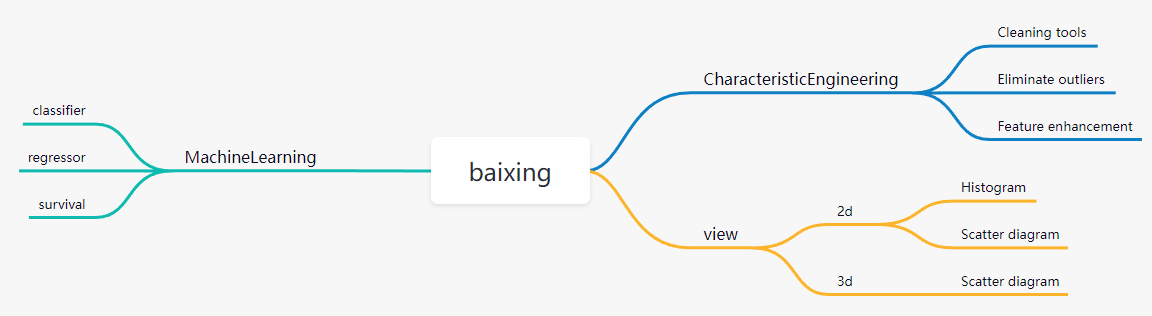 baixing
CharacteristicEngineering
Cleaning tools
Eliminate outliers
Feature enhancement
view
2d
Histogram
Scatter diagram
3d
Scatter diagram
MachineLearning
classifier
regressor
survival